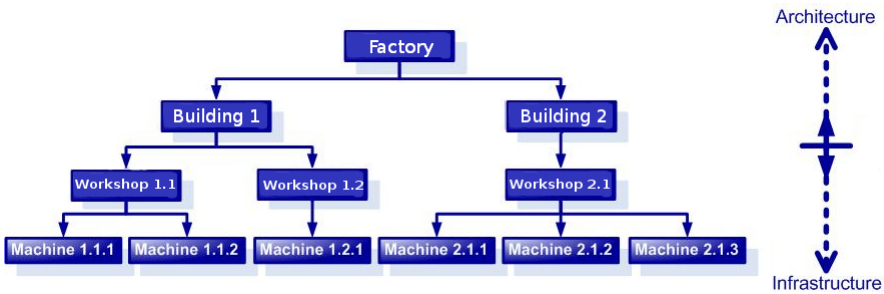 Architecture
Factory
Building 1
Building 2
Workshop 1.1
Workshop 1.2
Workshop 2.1
Machine 1.1.1
Machine 1.1.2
Machine 1.2.1
Machine 2.1.1
Machine 2.1.2
Machine 2.1.3
Infrastructure